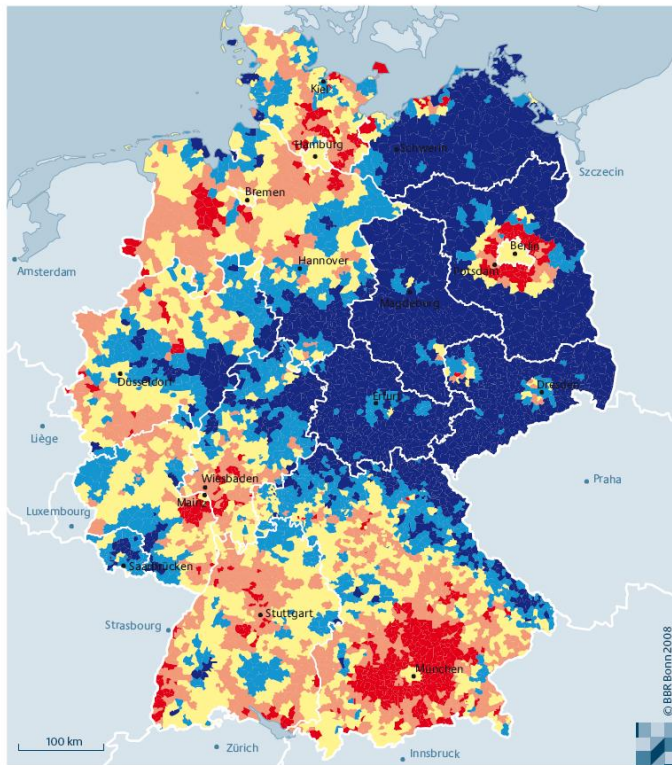 Kiel
Hamburg
Schwerin
Szczecin
Bremen
Amsterdam
Hannover
Berlin
Potsdam
Magdeburg
Düsseldorf
Erfurt
Dresden
Liège
Wiesbaden
Mainz
Praha
Luxembourg
Saarbrücken
Stuttgart
Strasbourg
München
© BBR Bonn 2008
100 km
Zürich
Innsbruck